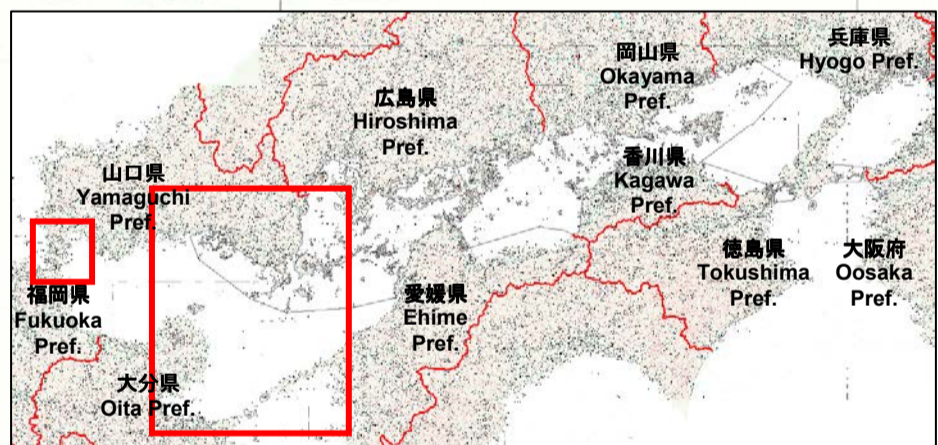 兵庫県
Hyogo Pref.
岡山県
Okayama
Pref.
広島県
Hiroshima
Pref.
香川県
Kagawa
Pref.
山口県
Yamaguchi
Pref.
徳島県
Tokushima
Pref.
大阪府
Oosaka
Pref.
福岡県
Fukuoka
Pref.
愛媛県
Ehime
Pref.
大分県
Oita Pref.